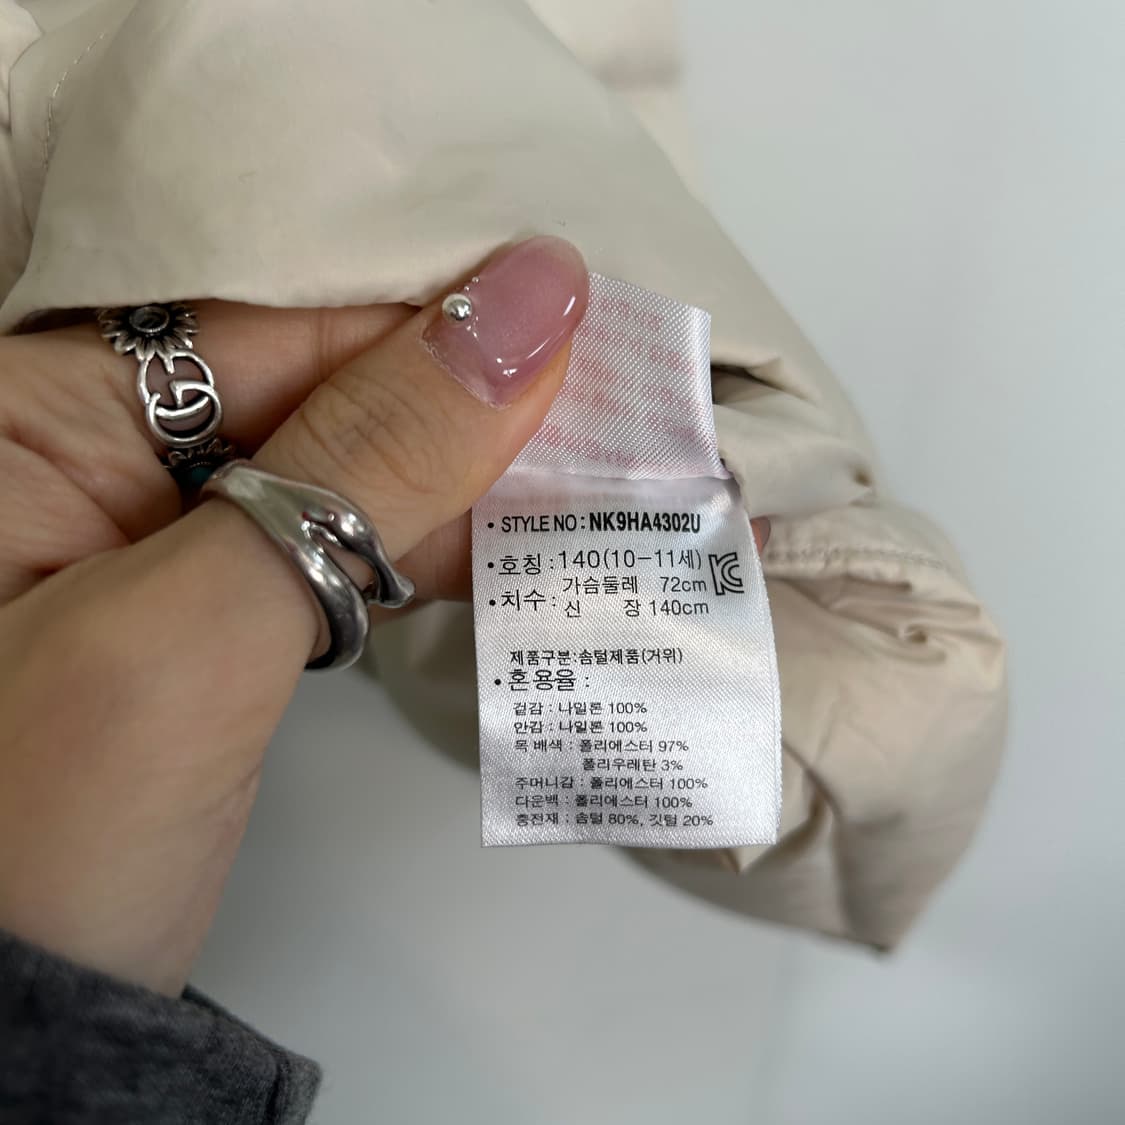 • STYLE NO : NK9HA4302U
• 호칭 : 140(10-11세)
• 치수 : 가슴둘레 72cm
신 장 140cm
제품구분:솜털제품(거위)
• 혼용율 :
겉감 : 나일론 100%
안감 : 나일론 100%
목 배색 : 폴리에스터 97%
폴리우레탄 3%
주머니감 : 폴리에스터 100%
다운백 : 폴리에스터 100%
충전재 : 솜털 80%, 깃털 20%